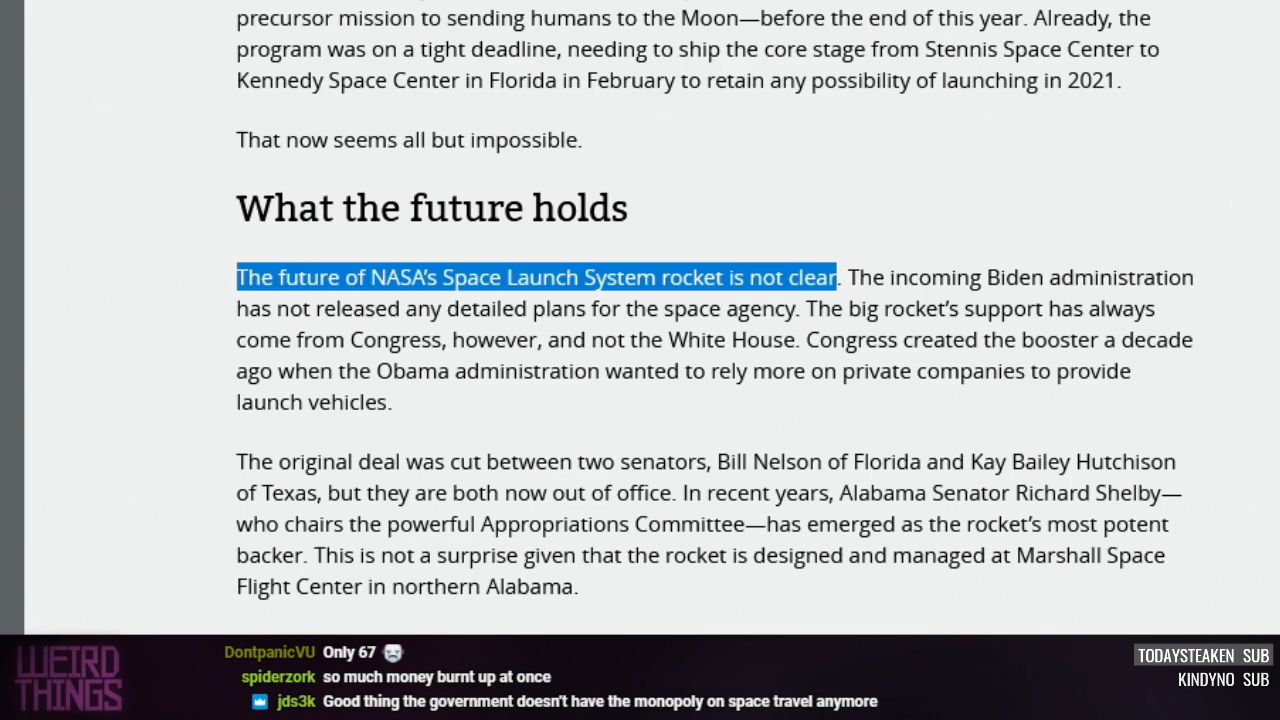 precursor mission to sending humans to the Moon—before the end of this year. Already, the
program was on a tight deadline, needing to ship the core stage from Stennis Space Center to
Kennedy Space Center in Florida in February to retain any possibility of launching in 2021.
That now seems all but impossible.
What the future holds
The future of NASA's Space Launch System rocket is not clear. The incoming Biden administration
has not released any detailed plans for the space agency. The big rocket's support has always
come from Congress, however, and not the White House. Congress created the booster a decade
ago when the Obama administration wanted to rely more on private companies to provide
launch vehicles.
The original deal was cut between two senators, Bill Nelson of Florida and Kay Bailey Hutchison
of Texas, but they are both now out of office. In recent years, Alabama Senator Richard Shelby—
who chairs the powerful Appropriations Committee—has emerged as the rocket's most potent
backer. This is not a surprise given that the rocket is designed and managed at Marshall Space
Flight Center in northern Alabama.
WEIRD
THINGS
DontpanicVU Only 67
spiderzork so much money burnt up at once
jds3k Good thing the government doesn't have the monopoly on space travel anymore
TODAYSTEAKEN SUB
KINDYNO SUB